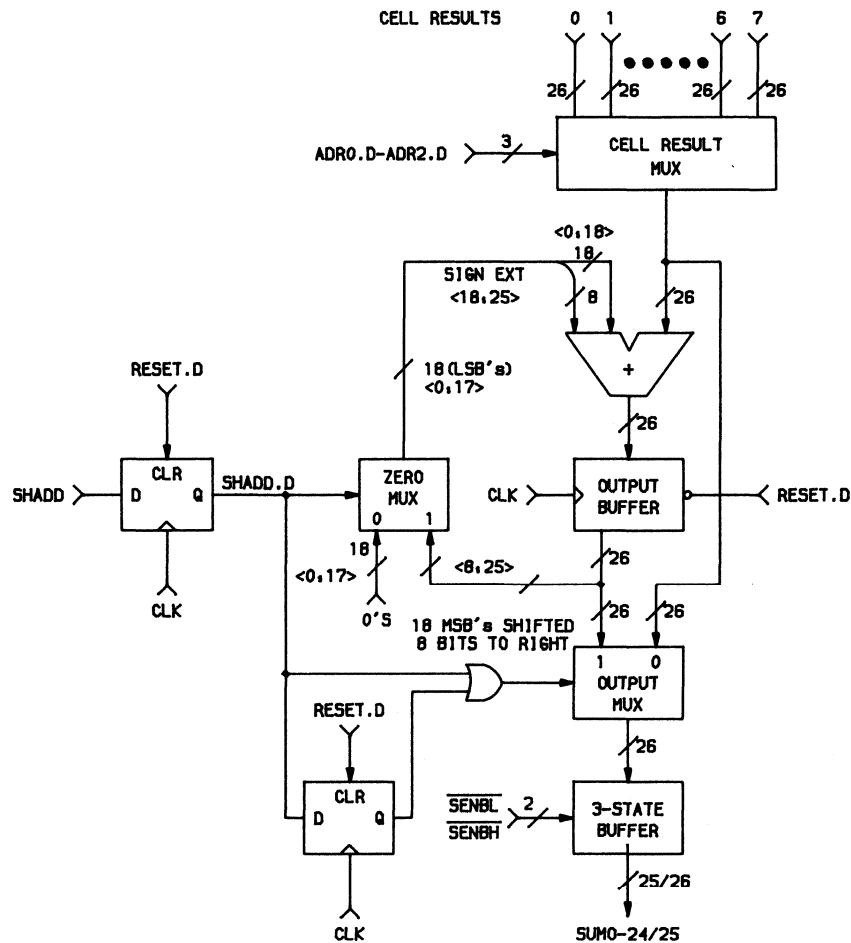 CELL RESULTS
0 1 6 7
26 26 26 26
ADR0.D-ADR2.D
3
CELL RESULT
MUX
<0:18>
18
SIGN EXT
<18:25>
8
26
+
18(LSB's)
<0:17>
26
RESET.D
CLR
D Q
SHADD
SHADD.D
CLK
ZERO
MUX
0 1
18
<0:17>
0'S
<8:25>
CLK
OUTPUT
BUFFER
RESET.D
26
26
26
18 MSB's SHIFTED
8 BITS TO RIGHT
1 0
OUTPUT
MUX
26
RESET.D
CLR
D Q
CLK
SENBL
SENBH
2
3-STATE
BUFFER
25/26
SUM0-24/25